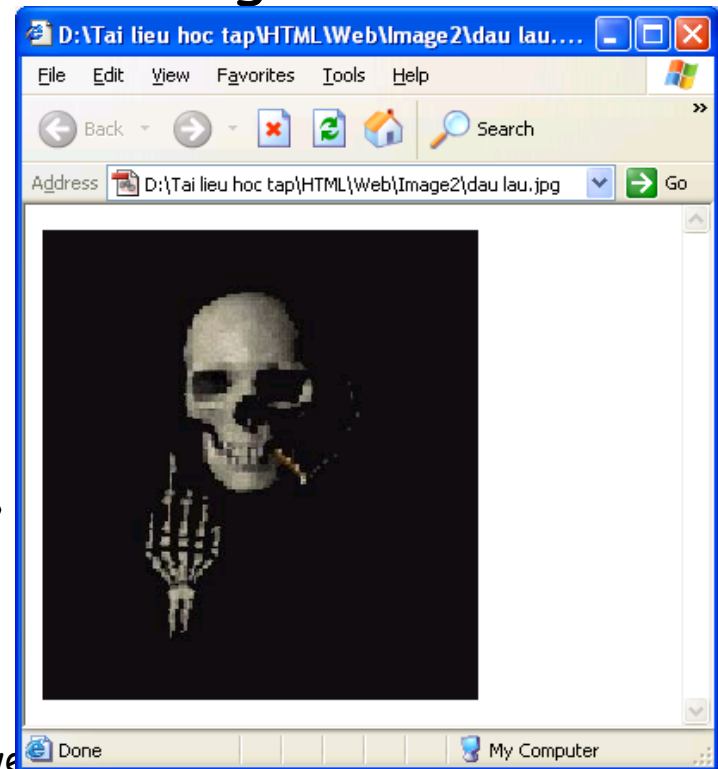 D:\Tai lieu hoc tap\HTML\Web\Image2\dau lau....
File Edit View Favorites Tools Help
Back Search »
Address D:\Tai lieu hoc tap\HTML\Web\Image2\dau lau.jpg Go
Done My Computer